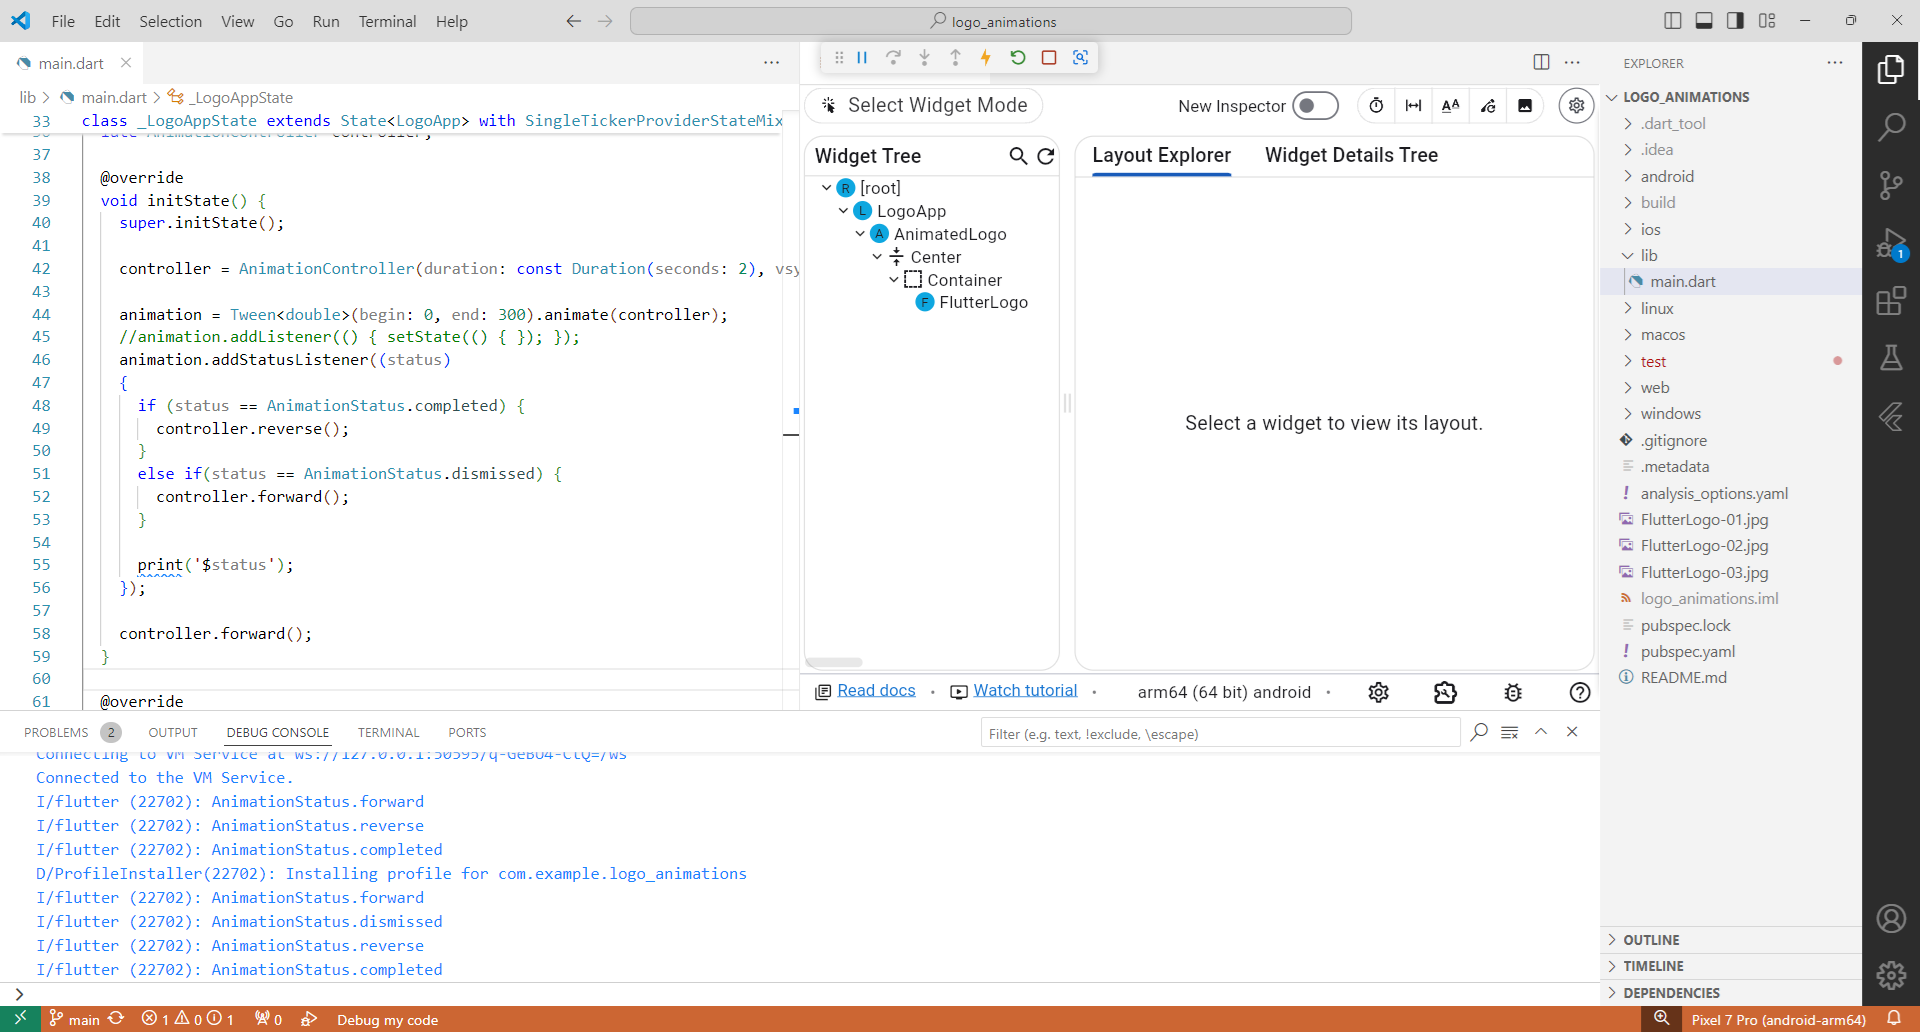 File Edit Selection View Go Run Terminal Help
logo_animations
main.dart
lib > main.dart > _LogoAppState
33 class _LogoAppState extends State<LogoApp> with SingleTickerProviderStateMix
37
38 @override
39 void initState() {
40 super.initState();
41
42 controller = AnimationController(duration: const Duration(seconds: 2), vsy
43
44 animation = Tween<double>(begin: 0, end: 300).animate(controller);
45 //animation.addListener(() { setState(() { }); });
46 animation.addStatusListener((status)
47 {
48 if (status == AnimationStatus.completed) {
49 controller.reverse();
50 }
51 else if(status == AnimationStatus.dismissed) {
52 controller.forward();
53 }
54
55 print('$status');
56 });
57
58 controller.forward();
59 }
60
61 @override
Select Widget Mode
New Inspector
Widget Tree
R [root]
L LogoApp
A AnimatedLogo
Center
Container
F FlutterLogo
Layout Explorer Widget Details Tree
Select a widget to view its layout.
Read docs • Watch tutorial • arm64 (64 bit) android •
PROBLEMS 2 OUTPUT DEBUG CONSOLE TERMINAL PORTS
Filter (e.g. text, !exclude, \escape)
Connecting to VM Service at
Connected to the VM Service.
I/flutter (22702): AnimationStatus.forward
I/flutter (22702): AnimationStatus.reverse
I/flutter (22702): AnimationStatus.completed
D/ProfileInstaller(22702): Installing profile for com.example.logo_animations
I/flutter (22702): AnimationStatus.forward
I/flutter (22702): AnimationStatus.dismissed
I/flutter (22702): AnimationStatus.reverse
I/flutter (22702): AnimationStatus.completed
EXPLORER
LOGO_ANIMATIONS
.dart_tool
.idea
android
build
ios
lib
main.dart
linux
macos
test
web
windows
.gitignore
.metadata
analysis_options.yaml
FlutterLogo-01.jpg
FlutterLogo-02.jpg
FlutterLogo-03.jpg
logo_animations.iml
pubspec.lock
pubspec.yaml
README.md
OUTLINE
TIMELINE
DEPENDENCIES
1
main 1 0 1 0 Debug my code
Pixel 7 Pro (android-arm64)